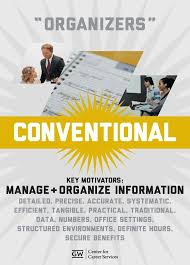 "ORGANIZERS"
CONVENTIONAL
KEY MOTIVATORS:
MANAGE+ORGANIZE INFORMATION
DETAILED, PRECISE, ACCURATE, SYSTEMATIC,
EFFICIENT, TANGIBLE, PRACTICAL, TRADITIONAL,
DATA, NUMBERS, OFFICE SETTINGS,
STRUCTURED ENVIRONMENTS, DEFINITE HOURS,
SECURE BENEFITS
GW
Center for
Career Services